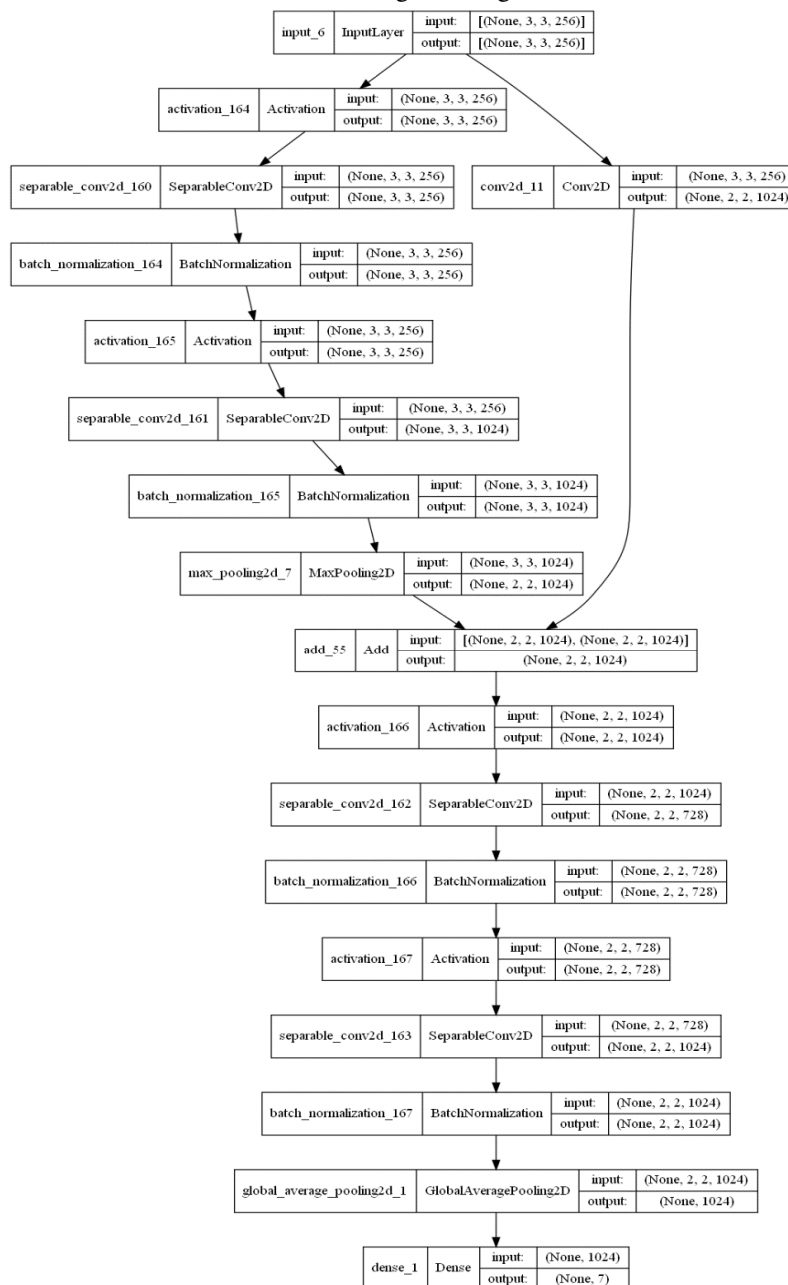 input_6 InputLayer input: [(None, 3, 3, 256)]
output: [(None, 3, 3, 256)]
activation_164 Activation input: (None, 3, 3, 256)
output: (None, 3, 3, 256)
separable_conv2d_160 SeparableConv2D input: (None, 3, 3, 256)
output: (None, 3, 3, 256)
conv2d_11 Conv2D input: (None, 3, 3, 256)
output: (None, 2, 2, 1024)
batch_normalization_164 BatchNormalization input: (None, 3, 3, 256)
output: (None, 3, 3, 256)
activation_165 Activation input: (None, 3, 3, 256)
output: (None, 3, 3, 256)
separable_conv2d_161 SeparableConv2D input: (None, 3, 3, 256)
output: (None, 3, 3, 1024)
batch_normalization_165 BatchNormalization input: (None, 3, 3, 1024)
output: (None, 3, 3, 1024)
max_pooling2d_7 MaxPooling2D input: (None, 3, 3, 1024)
output: (None, 2, 2, 1024)
add_55 Add input: [(None, 2, 2, 1024), (None, 2, 2, 1024)]
output: (None, 2, 2, 1024)
activation_166 Activation input: (None, 2, 2, 1024)
output: (None, 2, 2, 1024)
separable_conv2d_162 SeparableConv2D input: (None, 2, 2, 1024)
output: (None, 2, 2, 728)
batch_normalization_166 BatchNormalization input: (None, 2, 2, 728)
output: (None, 2, 2, 728)
activation_167 Activation input: (None, 2, 2, 728)
output: (None, 2, 2, 728)
separable_conv2d_163 SeparableConv2D input: (None, 2, 2, 728)
output: (None, 2, 2, 1024)
batch_normalization_167 BatchNormalization input: (None, 2, 2, 1024)
output: (None, 2, 2, 1024)
global_average_pooling2d_1 GlobalAveragePooling2D input: (None, 2, 2, 1024)
output: (None, 1024)
dense_1 Dense input: (None, 1024)
output: (None, 7)